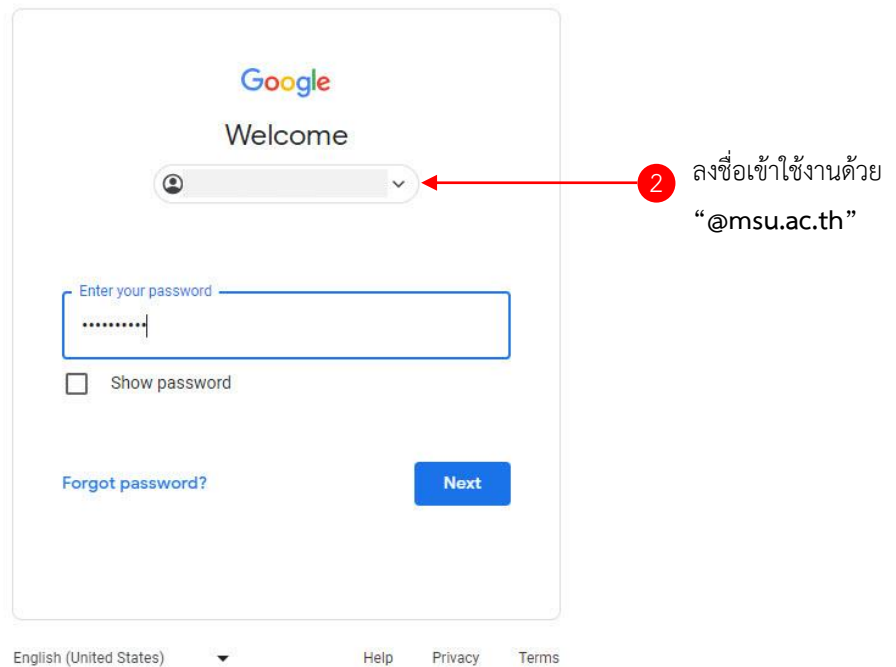 Google
Welcome
2
ลงชื่อเข้าใช้งานด้วย
“@msu.ac.th”
Enter your password
••••••••••
Show password
Forgot password?
Next
English (United States)
Help
Privacy
Terms